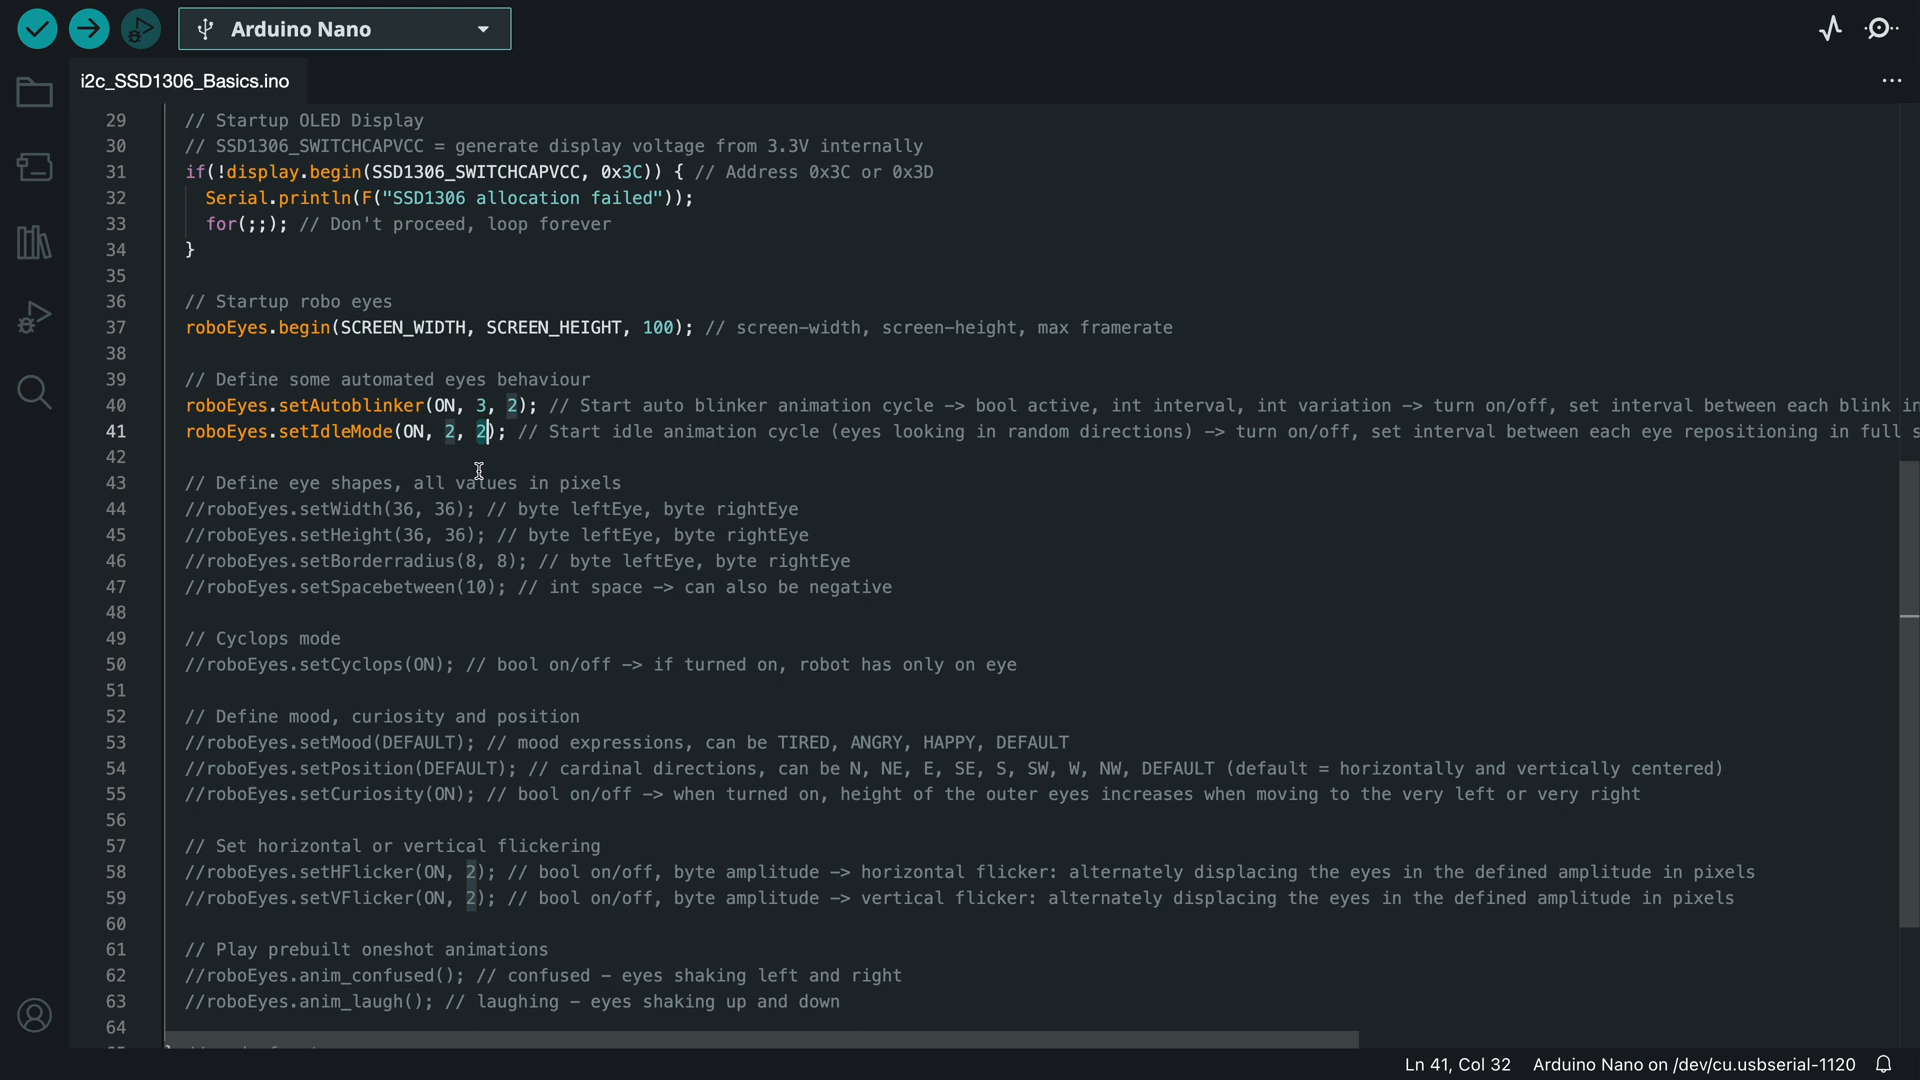 Arduino Nano
i2c_SSD1306_Basics.ino
29 // Startup OLED Display
30 // SSD1306_SWITCHCAPVCC = generate display voltage from 3.3V internally
31 if(!display.begin(SSD1306_SWITCHCAPVCC, 0x3C)) { // Address 0x3C or 0x3D
32 Serial.println(F("SSD1306 allocation failed"));
33 for(;;); // Don't proceed, loop forever
34 }
35
36 // Startup robo eyes
37 roboEyes.begin(SCREEN_WIDTH, SCREEN_HEIGHT, 100); // screen-width, screen-height, max framerate
38
39 // Define some automated eyes behaviour
40 roboEyes.setAutoblinker(ON, 3, 2); // Start auto blinker animation cycle -> bool active, int interval, int variation -> turn on/off, set interval between each blink in
41 roboEyes.setIdleMode(ON, 2, 2); // Start idle animation cycle (eyes looking in random directions) -> turn on/off, set interval between each eye repositioning in full s
42
43 // Define eye shapes, all values in pixels
44 //roboEyes.setWidth(36, 36); // byte leftEye, byte rightEye
45 //roboEyes.setHeight(36, 36); // byte leftEye, byte rightEye
46 //roboEyes.setBorderradius(8, 8); // byte leftEye, byte rightEye
47 //roboEyes.setSpacebetween(10); // int space -> can also be negative
48
49 // Cyclops mode
50 //roboEyes.setCyclops(ON); // bool on/off -> if turned on, robot has only on eye
51
52 // Define mood, curiosity and position
53 //roboEyes.setMood(DEFAULT); // mood expressions, can be TIRED, ANGRY, HAPPY, DEFAULT
54 //roboEyes.setPosition(DEFAULT); // cardinal directions, can be N, NE, E, SE, S, SW, W, NW, DEFAULT (default = horizontally and vertically centered)
55 //roboEyes.setCuriosity(ON); // bool on/off -> when turned on, height of the outer eyes increases when moving to the very left or very right
56
57 // Set horizontal or vertical flickering
58 //roboEyes.setHFlicker(ON, 2); // bool on/off, byte amplitude -> horizontal flicker: alternately displacing the eyes in the defined amplitude in pixels
59 //roboEyes.setVFlicker(ON, 2); // bool on/off, byte amplitude -> vertical flicker: alternately displacing the eyes in the defined amplitude in pixels
60
61 // Play prebuilt oneshot animations
62 //roboEyes.anim_confused(); // confused - eyes shaking left and right
63 //roboEyes.anim_laugh(); // laughing - eyes shaking up and down
64
Ln 41, Col 32 Arduino Nano on /dev/cu.usbserial-1120